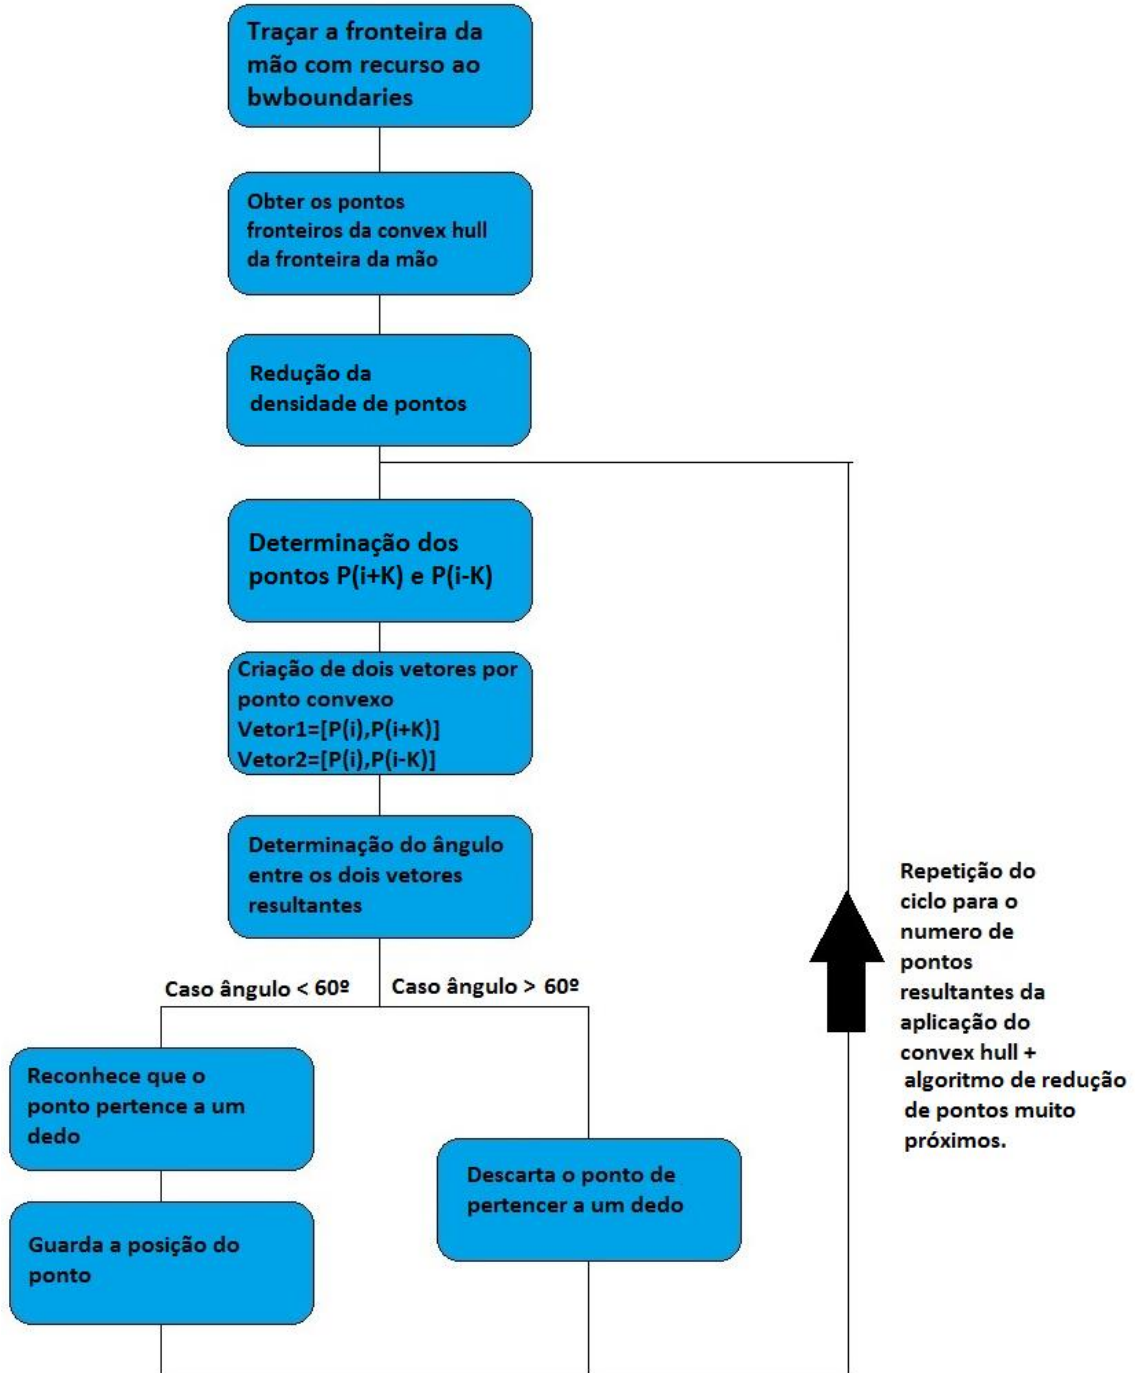 Traçar a fronteira da
mão com recurso ao
bwboundaries
Obter os pontos
fronteiros da convex hull
da fronteira da mão
Redução da
densidade de pontos
Determinação dos
pontos P(i+K) e P(i-K)
Criação de dois vetores por
ponto convexo
Vetor1=[P(i),P(i+K)]
Vetor2=[P(i),P(i-K)]
Determinação do ângulo
entre os dois vetores
resultantes
Caso ângulo < 60º
Caso ângulo > 60º
Reconhece que o
ponto pertence a um
dedo
Guarda a posição do
ponto
Descarta o ponto de
pertencer a um dedo
Repetição do
ciclo para o
numero de
pontos
resultantes da
aplicação do
convex hull +
algoritmo de redução
de pontos muito
próximos.